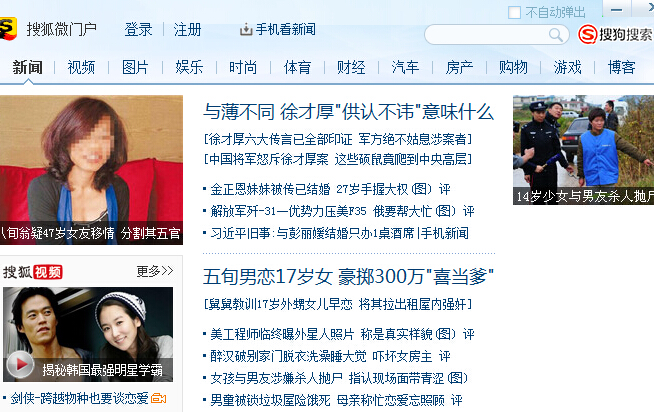 搜狐微门户
登录
注册
手机看新闻
不自动弹出
搜狗搜索
新闻
视频
图片
娱乐
时尚
体育
财经
汽车
房产
购物
游戏
博客
与薄不同 徐才厚"供认不讳"意味什么
[徐才厚六大传言已全部印证 军方绝不姑息涉案者]
[中国将军怒斥徐才厚案 这些硕鼠竟爬到中央高层]
金正恩妹妹被传已结婚 27岁手握大权(图) 评
解放军歼-31一优势力压美F35 俄要帮大忙(图) 评
习近平旧事:与彭丽媛结婚只办1桌酒席|手机新闻
八旬翁疑47岁女友移情 分割其五官
14岁少女与男友杀人抛尸
搜狐视频
更多>>
揭秘韩国最强明星学霸
剑侠-跨越物种也要谈恋爱
五旬男恋17岁女 豪掷300万"喜当爹"
[舅舅教训17岁外甥女儿早恋 将其拉出租屋内强奸]
美工程师临终曝外星人照片 称是真实样貌(图) 评
醉汉破别家门脱衣洗澡睡大觉 吓坏女房主 评
女孩与男友涉嫌杀人抛尸 指认现场面带青涩(图)
男童被锁垃圾屋险饿死 母亲称忙恋爱忘照顾 评